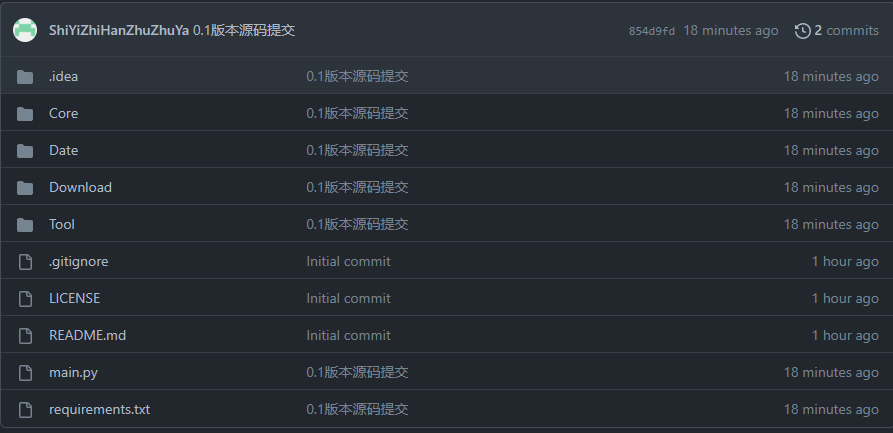 ShiYiZhiHanZhuZhuYa 0.1版本源码提交 854d9fd 18 minutes ago 2 commits
.idea 0.1版本源码提交 18 minutes ago
Core 0.1版本源码提交 18 minutes ago
Date 0.1版本源码提交 18 minutes ago
Download 0.1版本源码提交 18 minutes ago
Tool 0.1版本源码提交 18 minutes ago
.gitignore Initial commit 1 hour ago
LICENSE Initial commit 1 hour ago
README.md Initial commit 1 hour ago
main.py 0.1版本源码提交 18 minutes ago
requirements.txt 0.1版本源码提交 18 minutes ago